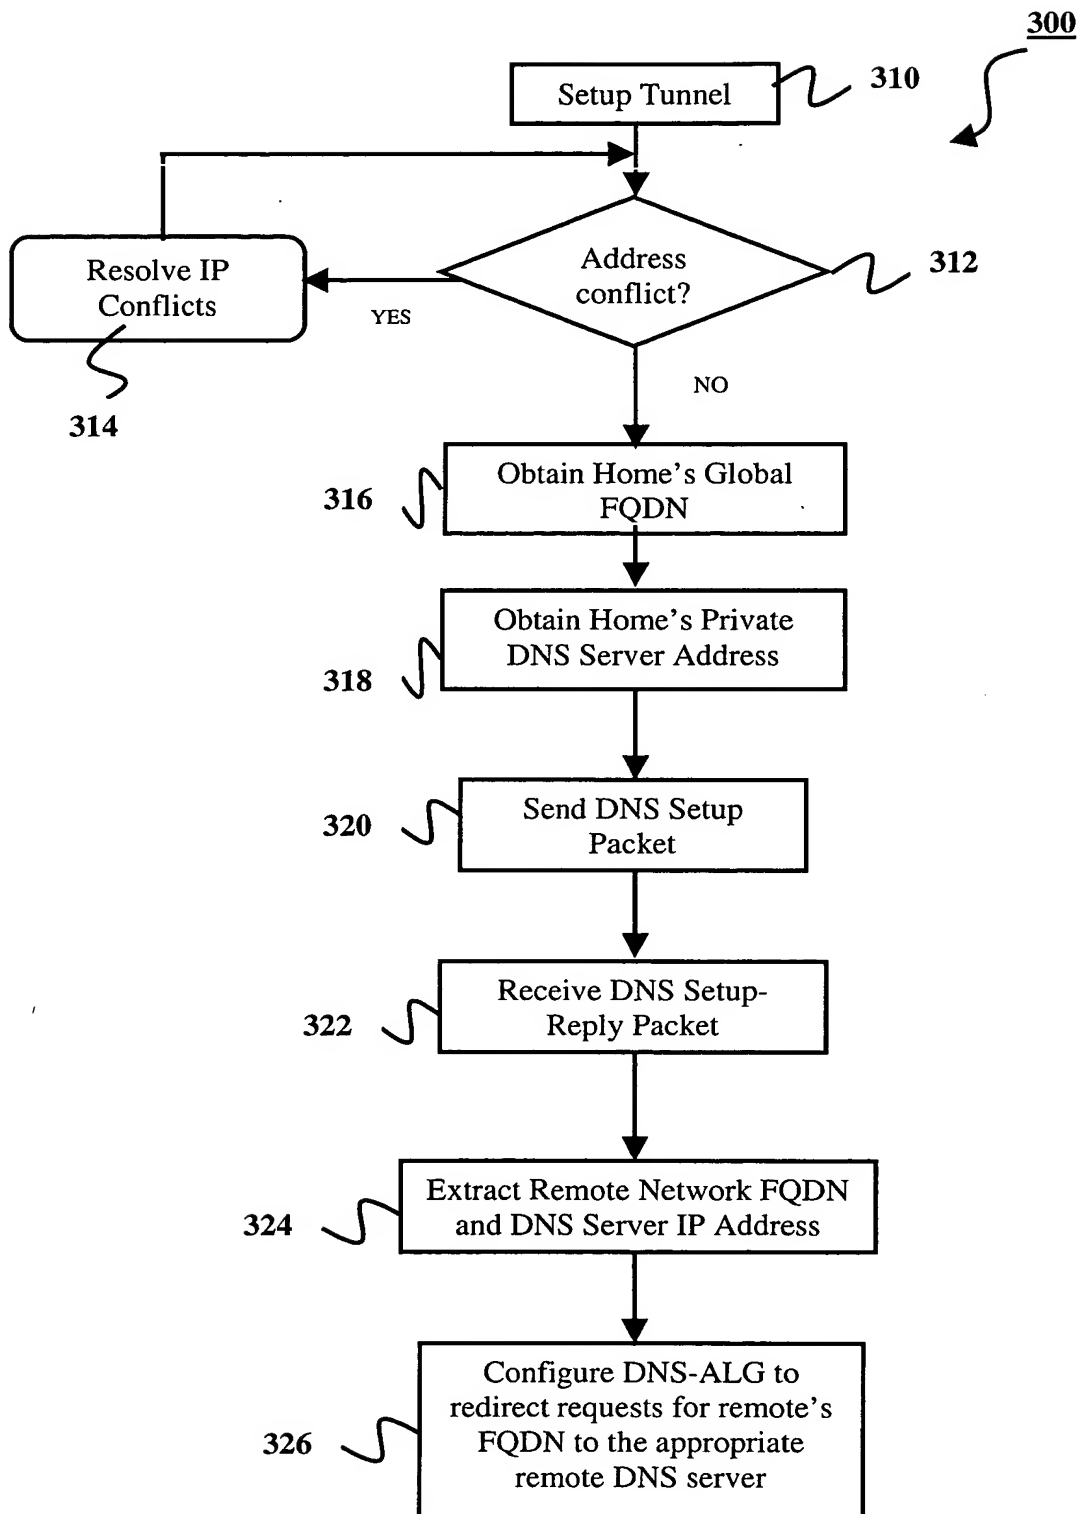 300
Setup Tunnel
310
Address
conflict?
312
Resolve IP
Conflicts
YES
314
NO
Obtain Home's Global
FQDN
316
Obtain Home's Private
DNS Server Address
318
Send DNS Setup
Packet
320
Receive DNS Setup-
Reply Packet
322
Extract Remote Network FQDN
and DNS Server IP Address
324
Configure DNS-ALG to
redirect requests for remote's
FQDN to the appropriate
remote DNS server
326